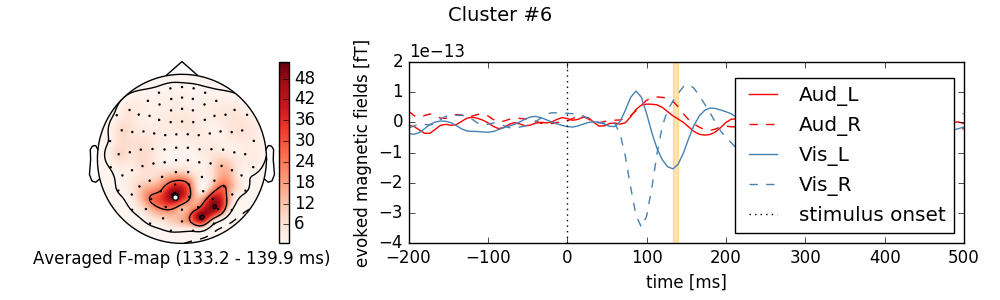 Cluster #6
48
42
36
30
24
18
12
6
Averaged F-map (133.2 - 139.9 ms)
evoked magnetic fields [fT]
1e−13
2
1
0
−1
−2
−3
−4
−200 −100 0 100 200 300 400 500
time [ms]
Aud_L
Aud_R
Vis_L
Vis_R
stimulus onset